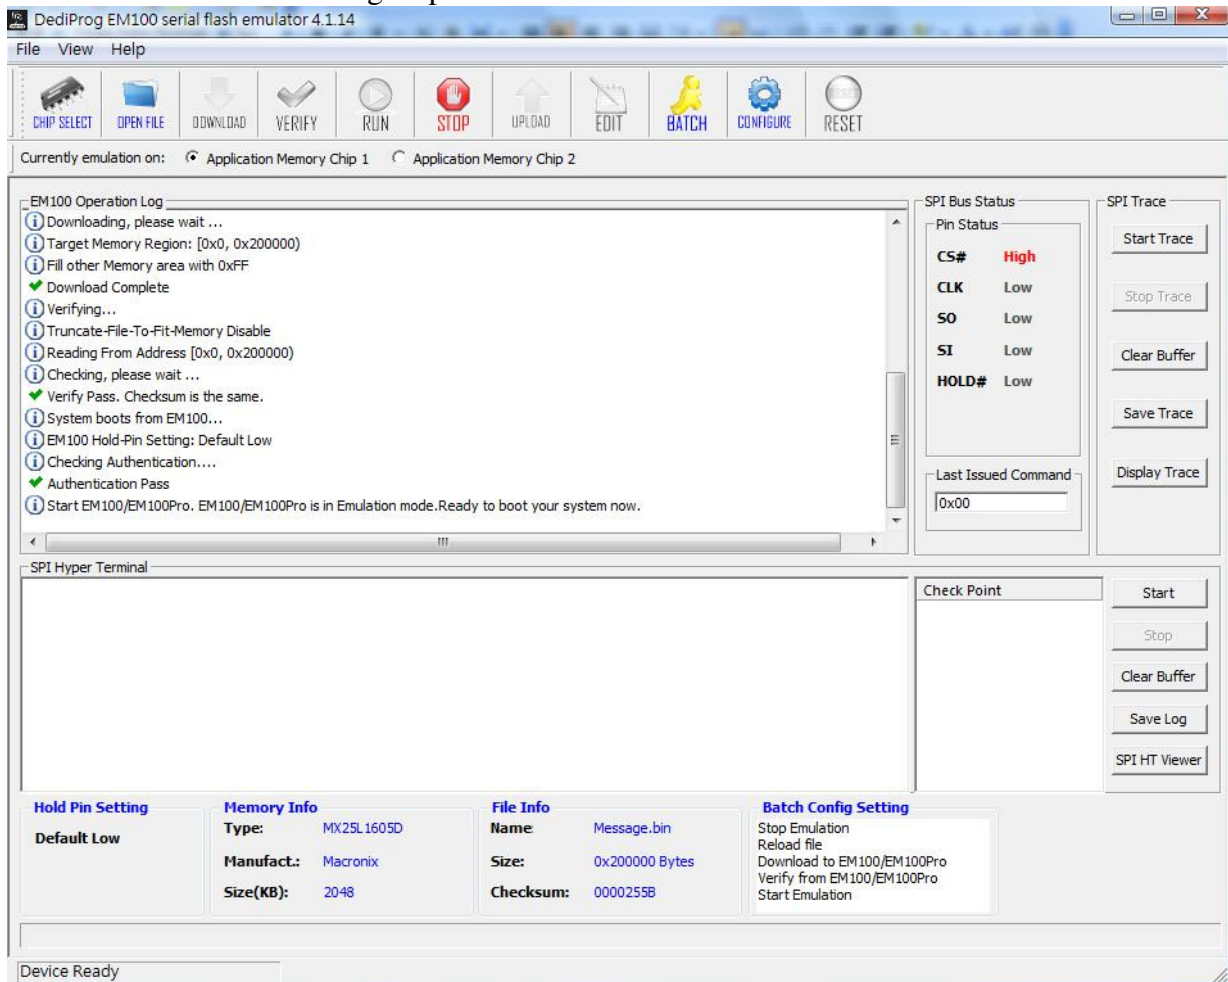 DediProg EM100 serial flash emulator 4.1.14
File View Help
CHIP SELECT OPEN FILE DOWNLOAD VERIFY RUN STOP UPLOAD EDIT BATCH CONFIGURE RESET
Currently emulation on: Application Memory Chip 1 Application Memory Chip 2
EM100 Operation Log
Downloading, please wait ...
Target Memory Region: [0x0, 0x200000)
Fill other Memory area with 0xFF
Download Complete
Verifying...
Truncate-File-To-Fit-Memory Disable
Reading From Address [0x0, 0x200000)
Checking, please wait ...
Verify Pass. Checksum is the same.
System boots from EM100...
EM100 Hold-Pin Setting: Default Low
Checking Authentication....
Authentication Pass
Start EM100/EM100Pro. EM100/EM100Pro is in Emulation mode.Ready to boot your system now.
SPI Bus Status
Pin Status
CS# High
CLK Low
SO Low
SI Low
HOLD# Low
Last Issued Command
0x00
SPI Trace
Start Trace
Stop Trace
Clear Buffer
Save Trace
Display Trace
SPI Hyper Terminal
Check Point
Start
Stop
Clear Buffer
Save Log
SPI HT Viewer
Hold Pin Setting
Default Low
Memory Info
Type: MX25L1605D
Manufact.: Macronix
Size(KB): 2048
File Info
Name: Message.bin
Size: 0x200000 Bytes
Checksum: 0000255B
Batch Config Setting
Stop Emulation
Reload file
Download to EM100/EM100Pro
Verify from EM100/EM100Pro
Start Emulation
Device Ready